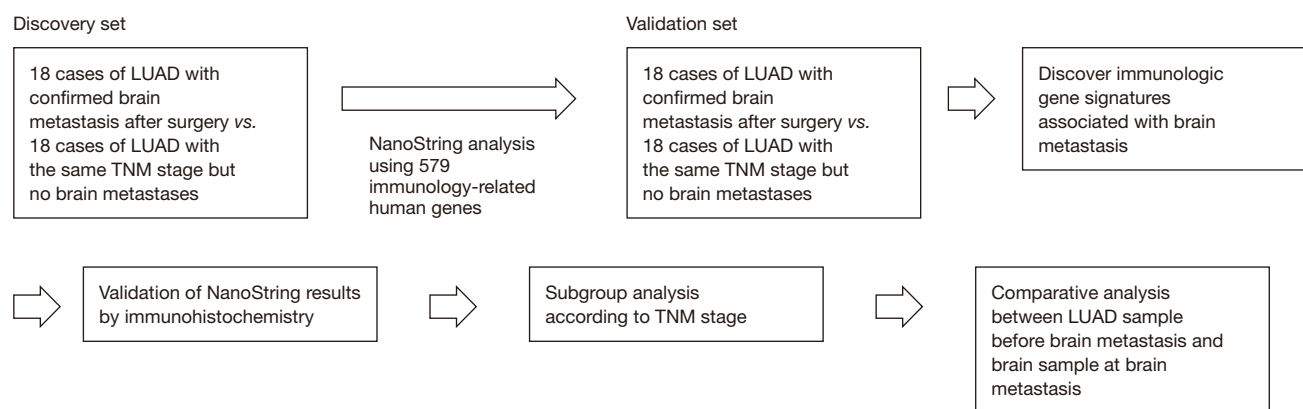 Discovery set
18 cases of LUAD with
confirmed brain
metastasis after surgery vs.
18 cases of LUAD with
the same TNM stage but
no brain metastases
NanoString analysis
using 579
immunology-related
human genes
Validation set
18 cases of LUAD with
confirmed brain
metastasis after surgery vs.
18 cases of LUAD with
the same TNM stage but
no brain metastases
Discover immunologic
gene signatures
associated with brain
metastasis
Validation of NanoString results
by immunohistochemistry
Subgroup analysis
according to TNM stage
Comparative analysis
between LUAD sample
before brain metastasis and
brain sample at brain
metastasis